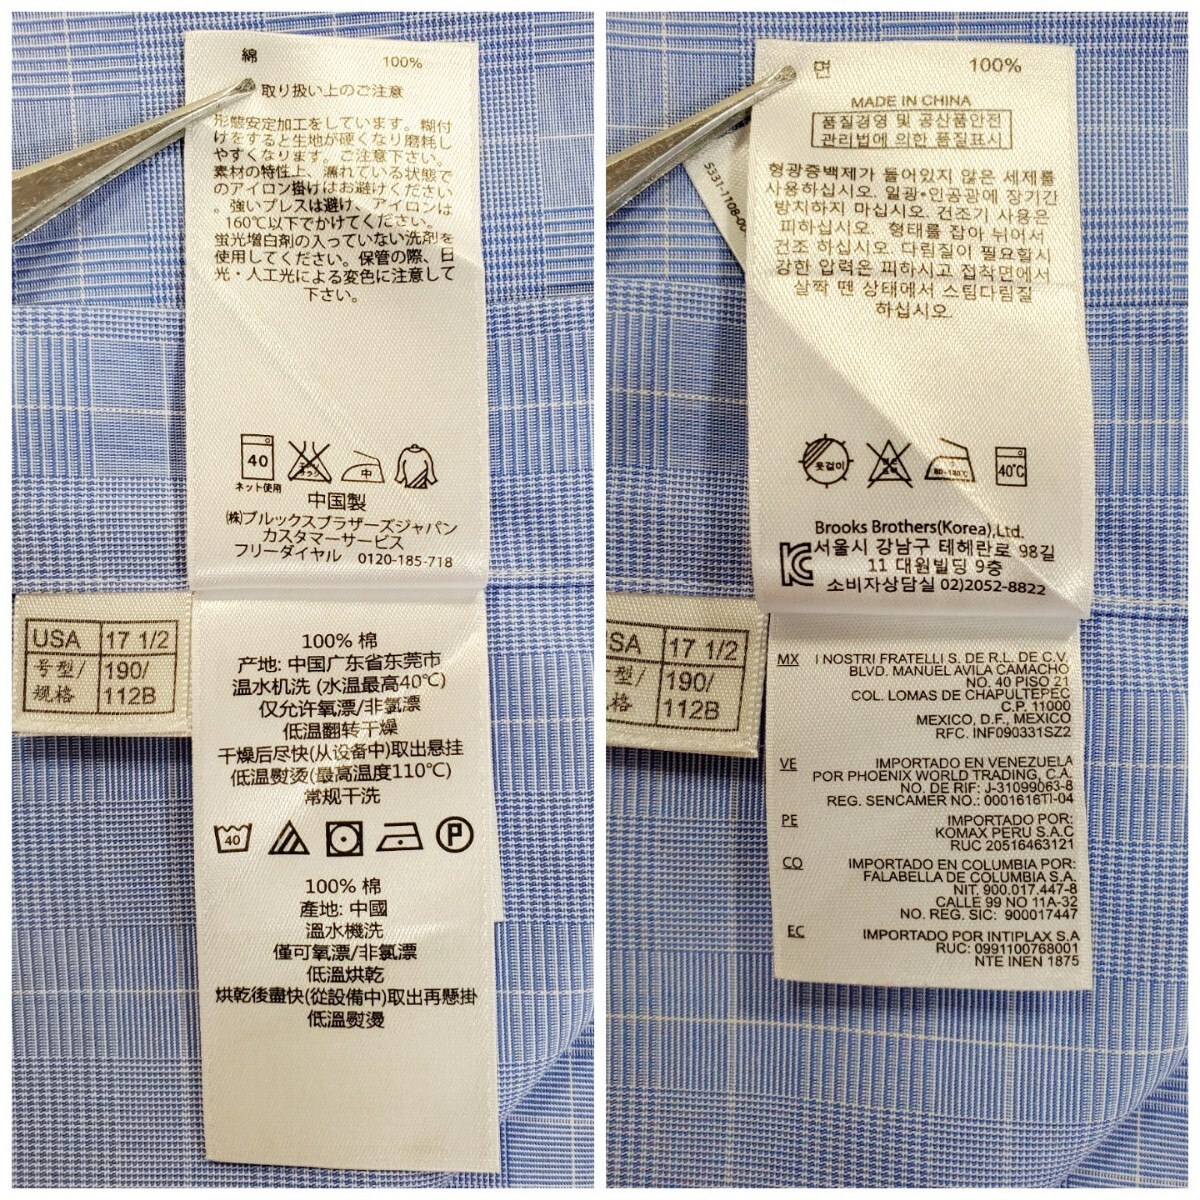 綿 100%
取り扱い上のご注意
形態安定加工をしています。糊付
けをすると生地が硬くなり磨耗し
やすくなります。ご注意下さい。
素材の特性上、濡れている状態で
のアイロン掛けはお避けください
。強いプレスは避け、アイロンは
160℃以下でかけてください。
蛍光増白剤の入っていない洗剤を
使用してください。保管の際、日
光・人工光による変色に注意して
下さい。
40
エンソ
サラシ
中
ネット使用
中国製
㈱ブルックスブラザーズジャパン
カスタマーサービス
フリーダイヤル 0120-185-718
USA 17 1/2
号型/ 190/
规格 112B
100% 棉
产地: 中国广东省东莞市
温水机洗 (水温最高40℃)
仅允许氧漂/非氯漂
低温翻转干燥
干燥后尽快(从设备中)取出悬挂
低温熨烫(最高温度110℃)
常规干洗
40
P
100% 棉
產地: 中國
溫水機洗
僅可氧漂/非氯漂
低溫烘乾
烘乾後盡快(從設備中)取出再懸掛
低溫熨燙
면 100%
MADE IN CHINA
품질경영 및 공산품안전
관리법에 의한 품질표시
형광증백제가 들어있지 않은 세제를
사용하십시오. 일광•인공광에 장기간
방치하지 마십시오. 건조기 사용은
피하십시오. 형태를 잡아 뉘어서
건조 하십시오. 다림질이 필요할시
강한 압력은 피하시고 접착면에서
살짝 뗀 상태에서 스팀다림질
하십시오.
옷걸이
80-120℃
40℃
Brooks Brothers(Korea),Ltd.
서울시 강남구 테헤란로 98길
11 대원빌딩 9층
소비자상담실 02)2052-8822
SA 17 1/2
型/ 190/
格 112B
MX I NOSTRI FRATELLI S. DE R.L. DE C.V.
BLVD. MANUEL AVILA CAMACHO
NO. 40 PISO 21
COL. LOMAS DE CHAPULTEPEC
C.P. 11000
MEXICO, D.F., MEXICO
RFC. INF090331SZ2
VE IMPORTADO EN VENEZUELA
POR PHOENIX WORLD TRADING, C.A.
NO. DE RIF: J-31099063-8
REG. SENCAMER NO.: 0001616TI-04
PE IMPORTADO POR:
KOMAX PERU S.A.C
RUC 20516463121
CO IMPORTADO EN COLUMBIA POR:
FALABELLA DE COLUMBIA S.A.
NIT. 900.017.447-8
CALLE 99 NO 11A-32
NO. REG. SIC: 900017447
EC IMPORTADO POR INTIPLAX S.A
RUC: 0991100768001
NTE INEN 1875